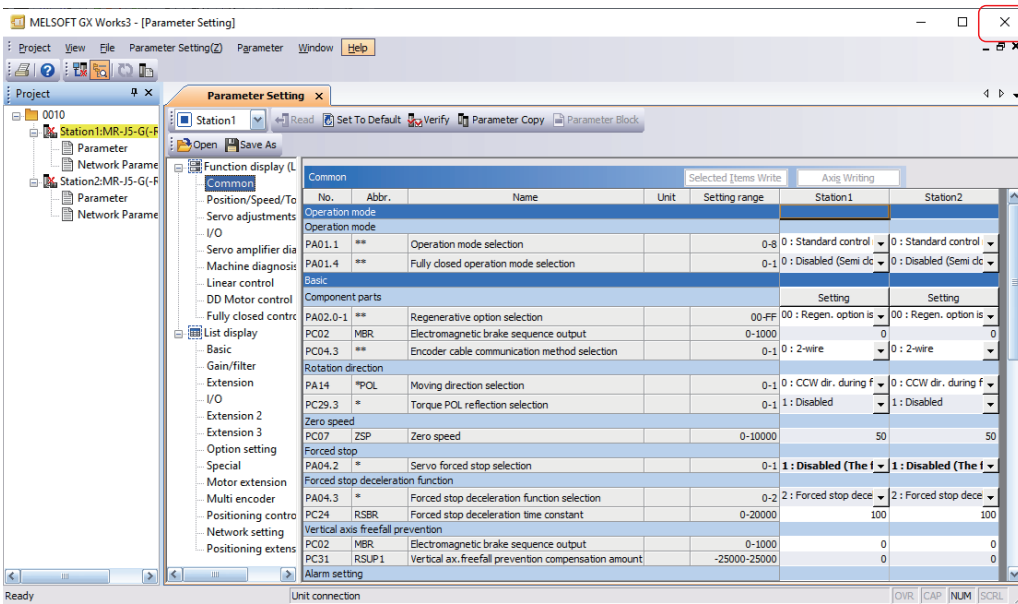 MELSOFT GX Works3 - [Parameter Setting]
Project View File Parameter Setting(Z) Parameter Window Help
Project
Parameter Setting
0010
Station1:MR-J5-G(-R
Parameter
Network Parame
Station2:MR-J5-G(-R
Parameter
Network Parame
Station1 Read Set To Default Verify Parameter Copy Parameter Block
Open Save As
Function display (L
Common
Position/Speed/To
Servo adjustments
I/O
Servo amplifier dia
Machine diagnosis
Linear control
DD Motor control
Fully closed contro
List display
Basic
Gain/filter
Extension
I/O
Extension 2
Extension 3
Option setting
Special
Motor extension
Multi encoder
Positioning contro
Network setting
Positioning extens
Common Selected Items Write Axis Writing
No. Abbr. Name Unit Setting range Station1 Station2
Operation mode
Operation mode
PA01.1 ** Operation mode selection 0-8 0 : Standard control 0 : Standard control
PA01.4 ** Fully closed operation mode selection 0-1 0 : Disabled (Semi clo 0 : Disabled (Semi clo
Basic
Component parts Setting Setting
PA02.0-1 ** Regenerative option selection 00-FF 00 : Regen. option is 00 : Regen. option is
PC02 MBR Electromagnetic brake sequence output 0-1000 0 0
PC04.3 ** Encoder cable communication method selection 0-1 0 : 2-wire 0 : 2-wire
Rotation direction
PA14 *POL Moving direction selection 0-1 0 : CCW dir. during f 0 : CCW dir. during f
PC29.3 * Torque POL reflection selection 0-1 1 : Disabled 1 : Disabled
Zero speed
PC07 ZSP Zero speed 0-10000 50 50
Forced stop
PA04.2 * Servo forced stop selection 0-1 1 : Disabled (The f 1 : Disabled (The f
Forced stop deceleration function
PA04.3 * Forced stop deceleration function selection 0-2 2 : Forced stop dece 2 : Forced stop dece
PC24 RSBR Forced stop deceleration time constant 0-20000 100 100
Vertical axis freefall prevention
PC02 MBR Electromagnetic brake sequence output 0-1000 0 0
PC31 RSUP1 Vertical ax.freefall prevention compensation amount -25000-25000 0 0
Alarm setting
Ready Unit connection OVR CAP NUM SCRL